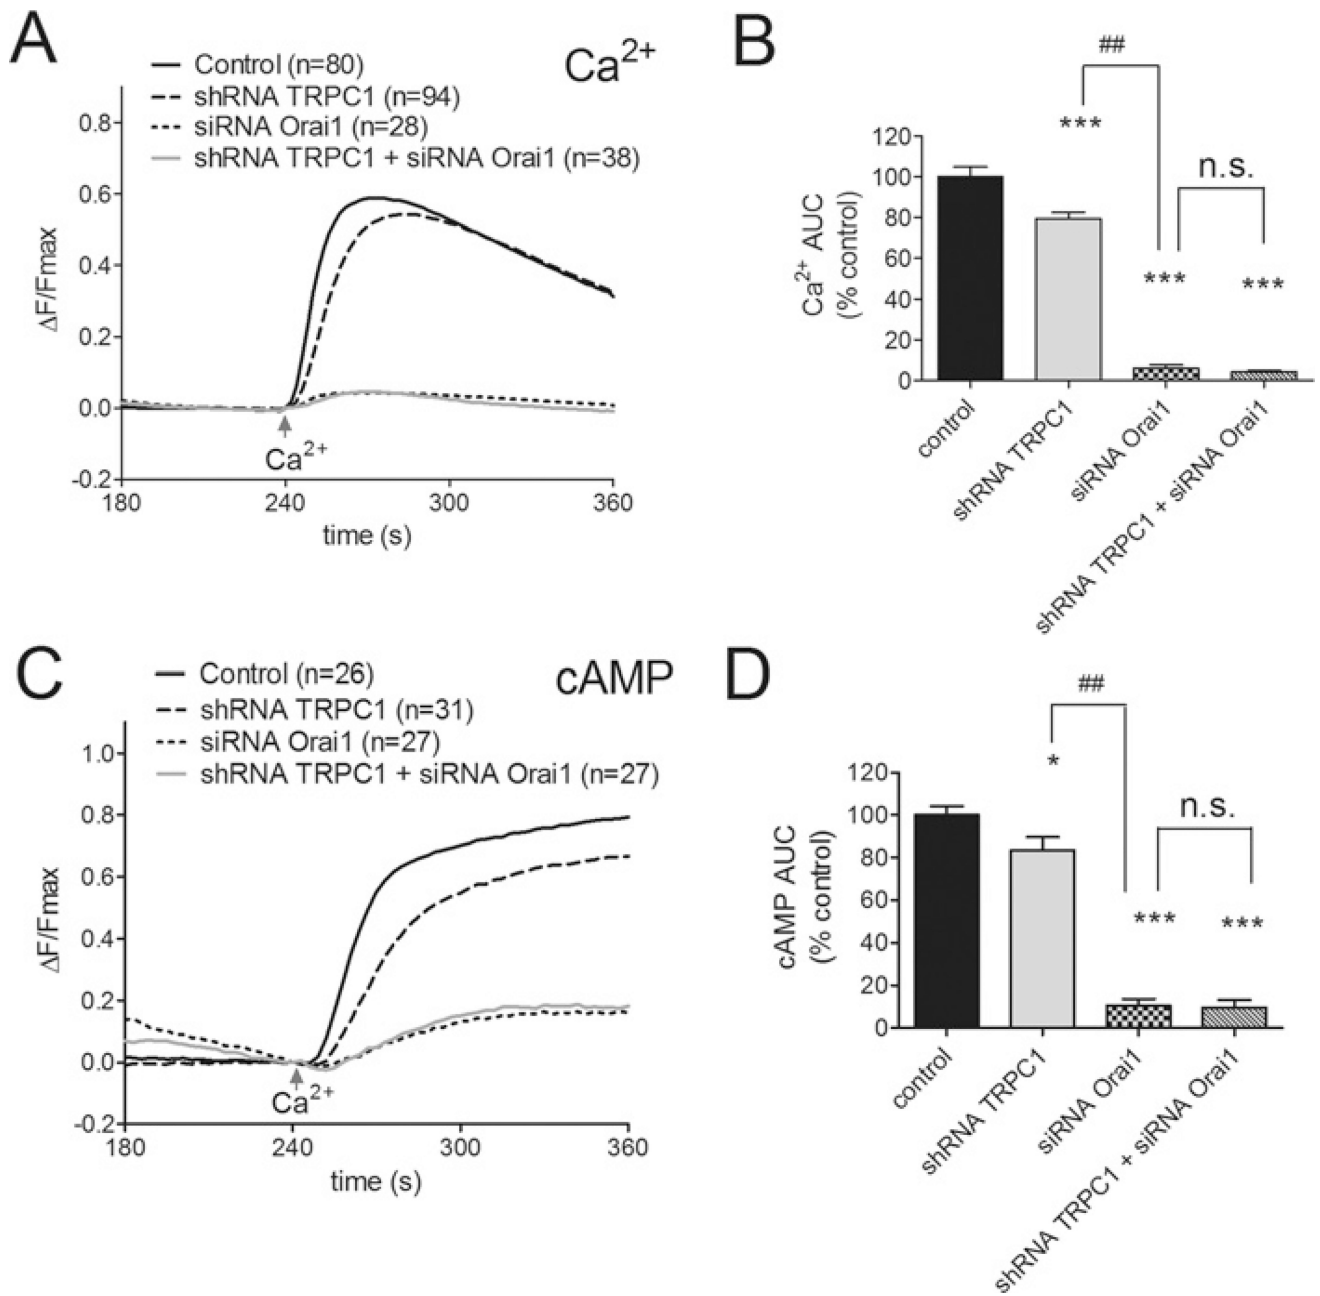 A
Control (n=80)
shRNA TRPC1 (n=94)
siRNA Orai1 (n=28)
shRNA TRPC1 + siRNA Orai1 (n=38)
Ca2+
ΔF/Fmax
0.8
0.6
0.4
0.2
0.0
-0.2
Ca2+
180
240
300
360
time (s)
B
##
***
n.s.
***
***
Ca2+ AUC
(% control)
120
100
80
60
40
20
0
control
shRNA TRPC1
siRNA Orai1
shRNA TRPC1 + siRNA Orai1
C
Control (n=26)
shRNA TRPC1 (n=31)
siRNA Orai1 (n=27)
shRNA TRPC1 + siRNA Orai1 (n=27)
cAMP
ΔF/Fmax
1.0
0.8
0.6
0.4
0.2
0.0
-0.2
Ca2+
180
240
300
360
time (s)
D
##
*
n.s.
***
***
cAMP AUC
(% control)
120
100
80
60
40
20
0
control
shRNA TRPC1
siRNA Orai1
shRNA TRPC1 + siRNA Orai1